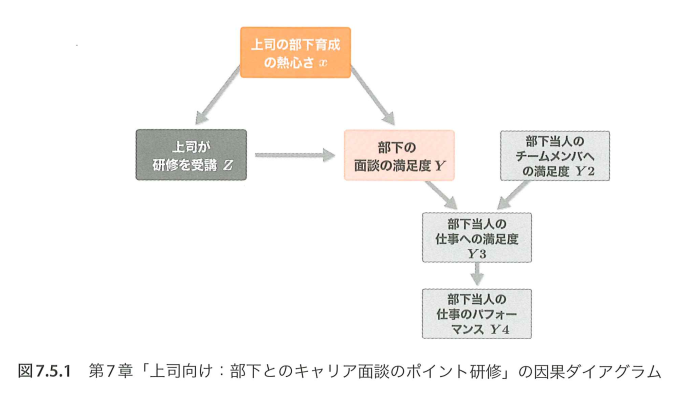 上司の部下育成
の熱心さ x
上司が
研修を受講 Z
部下の
面談の満足度 Y
部下当人の
チームメンバへ
の満足度 Y2
部下当人の
仕事への満足度
Y3
部下当人の
仕事のパフォー
マンス Y4
図7.5.1 第7章「上司向け：部下とのキャリア面談のポイント研修」の因果ダイアグラム